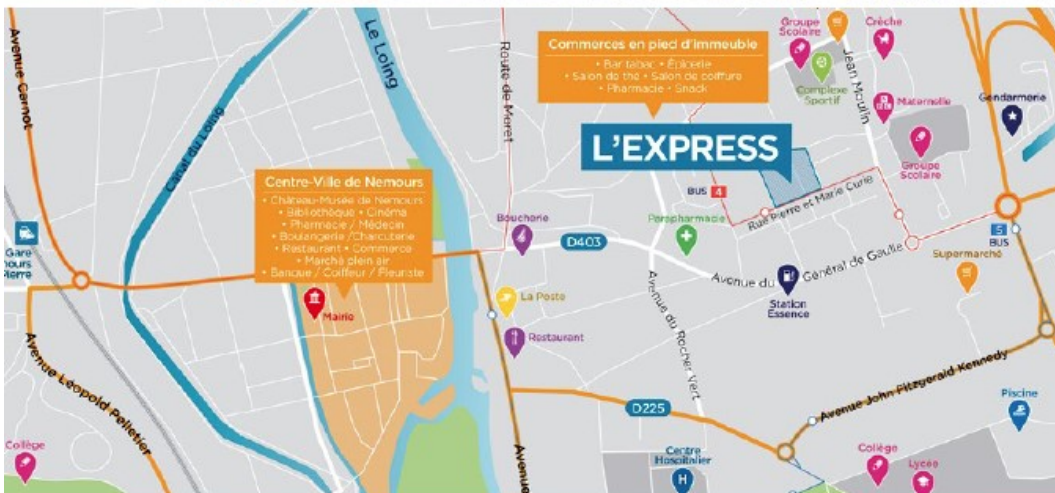 Avenue Carnot
Canal du Loing
Le Loing
Route de Moret
Commerces en pied d'immeuble
• Bar tabac • Épicerie
• Salon de thé • Salon de coiffure
• Pharmacie • Snack
L'EXPRESS
Groupe
Scolaire
Complexe
Sportif
Jean Moulin
Crèche
Maternelle
Groupe
Scolaire
Gendarmerie
BUS 4
Rue Pierre et Marie Curie
5
BUS
Centre-Ville de Nemours
• Château-Musée de Nemours
• Bibliothèque • Cinéma
• Pharmacie / Médecin
• Boulangerie /Charcuterie
• Restaurant • Commerce
• Marché plein air
• Banque / Coiffeur / Fleuriste
Gare
Pierre
Boucherie
D403
Parapharmacie
Avenue du Général de Gaulle
Supermarché
Station
Essence
Mairie
La Poste
Restaurant
Avenue du Rocher Vert
Avenue Léopold Pelletier
D225
Avenue John Fitzgerald Kennedy
Piscine
Collège
Avenue
Centre
Hospitalier
H
Collège
Lycée